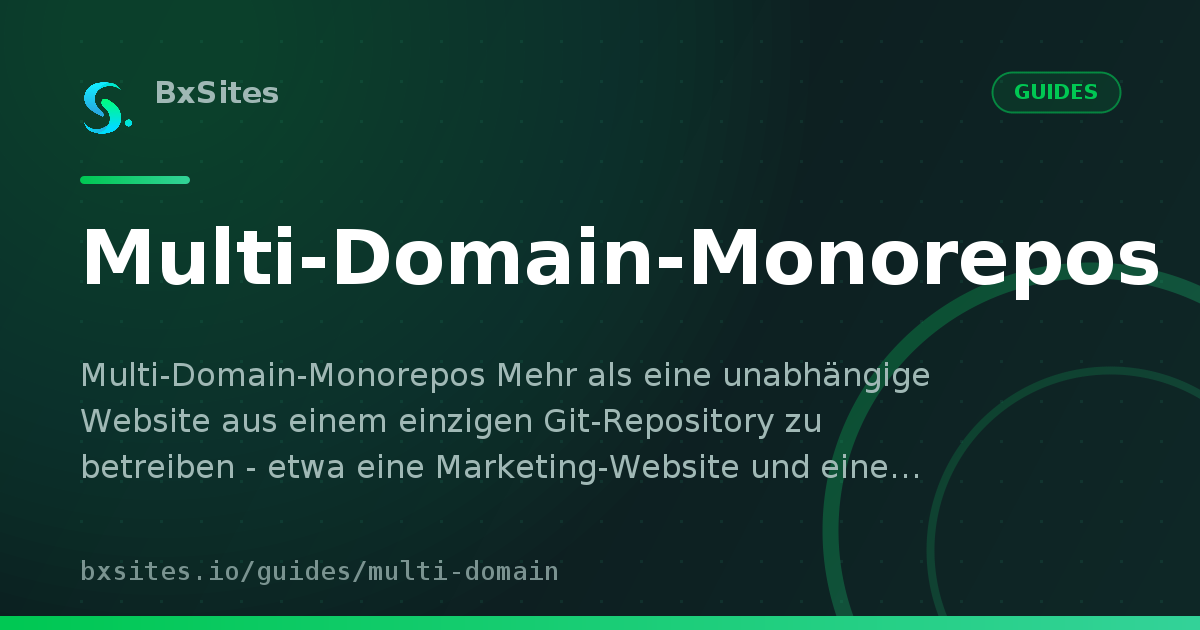 BxSites
GUIDES
Multi-Domain-Monorepos
Multi-Domain-Monorepos Mehr als eine unabhängige
Website aus einem einzigen Git-Repository zu
betreiben - etwa eine Marketing-Website und eine...
bxsites.io/guides/multi-domain